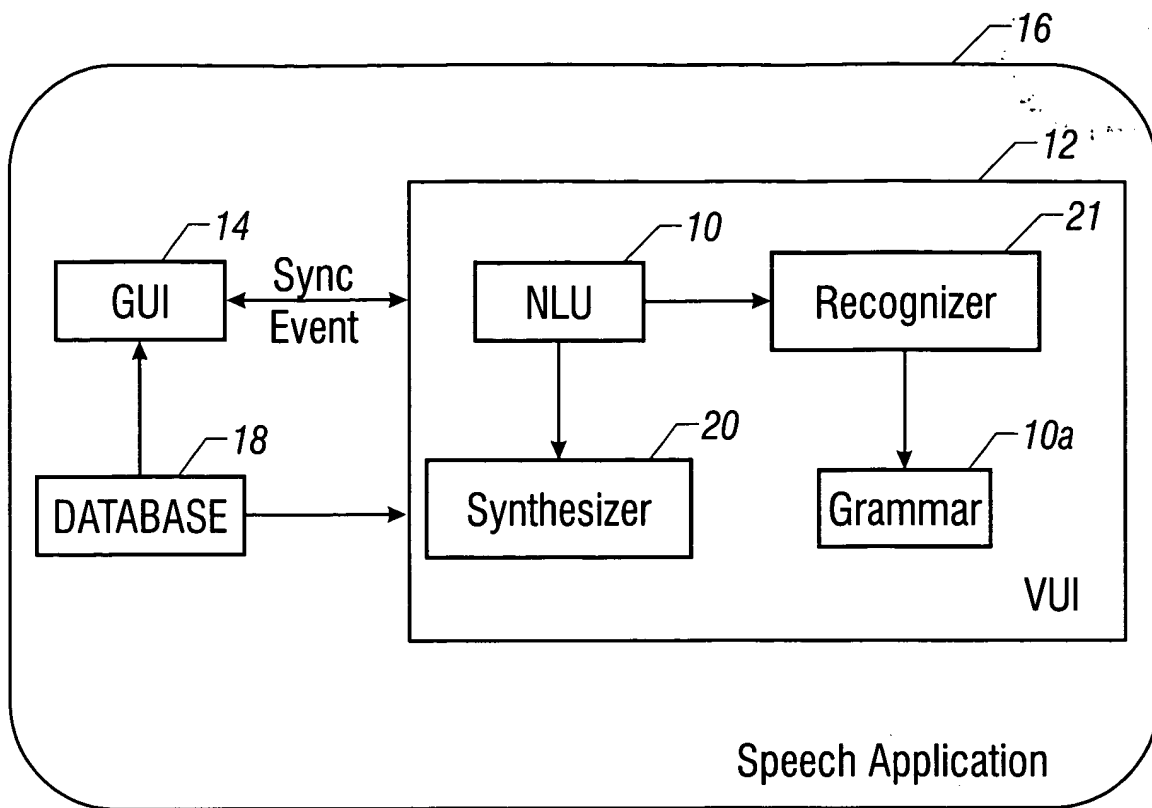 16
12
14
10
21
GUI
Sync
Event
NLU
Recognizer
18
20
10a
DATABASE
Synthesizer
Grammar
VUI
Speech Application